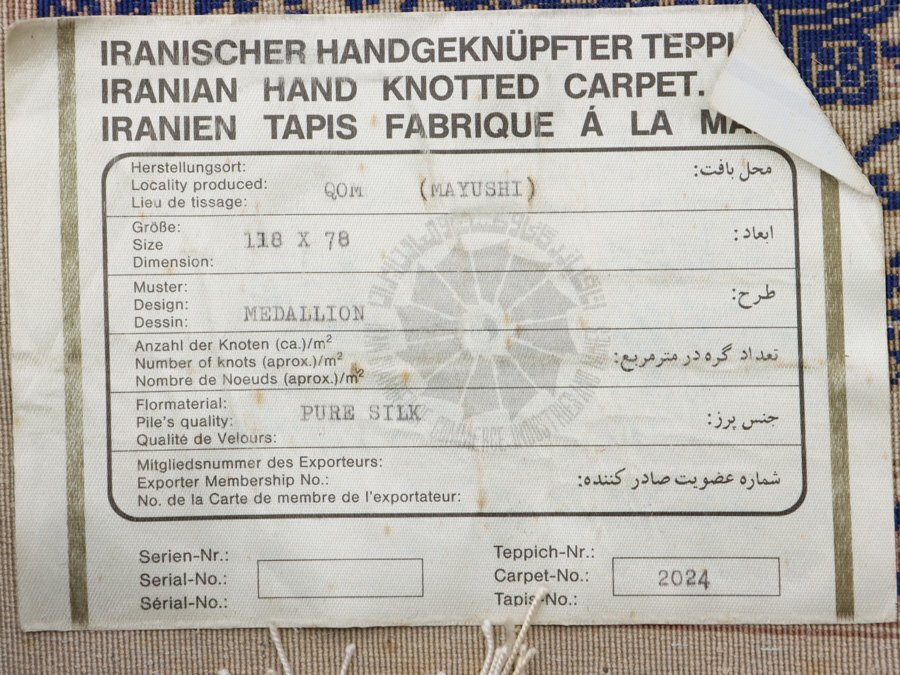 IRANISCHER HANDGEKNÜPFTER
IRANIAN HAND KNOTTED CARPET.
IRANIEN TAPIS FABRIQUE Á LA
Herstellungsort:
Locality produced: QOM (MAYUSHI)
Lieu de tissage:
محل بافت:
Größe:
Size 118 X 78
Dimension:
ابعاد:
Muster:
Design:
Dessin: MEDALLION
طرح:
Anzahl der Knoten (ca.)/m²
Number of knots (aprox.)/m²
Nombre de Noeuds (aprox.)/m²
تعداد گره در مترمربع:
Flormaterial:
Pile's quality: PURE SILK
Qualité de Velours:
جنس پرز:
Mitgliedsnummer des Exporteurs:
Exporter Membership No.:
No. de la Carte de membre de l'exportateur:
شماره عضویت صادر کننده:
Serien-Nr.:
Serial-No.:
Sérial-No.:
Teppich-Nr.:
Carpet-No.: 2024
Tapis-No.: